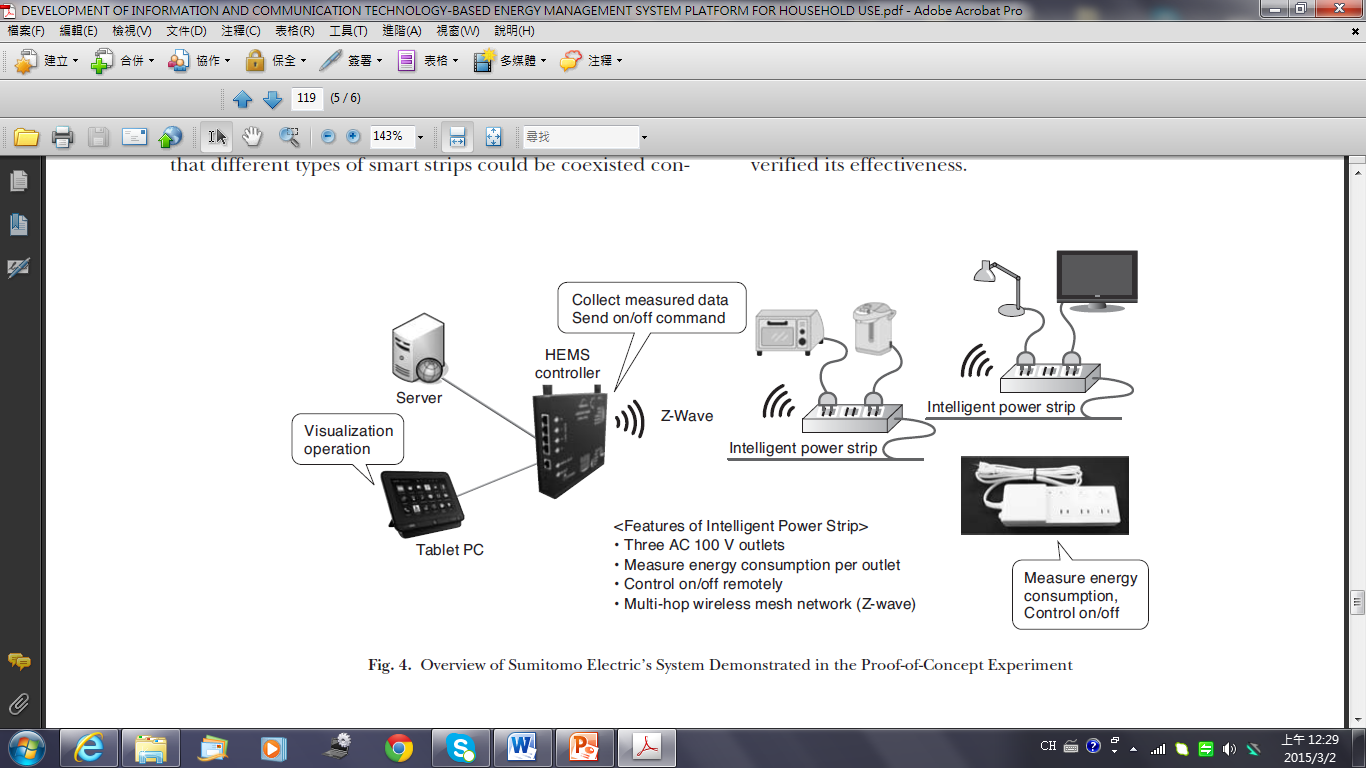 DEVELOPMENT OF INFORMATION AND COMMUNICATION TECHNOLOGY-BASED ENERGY MANAGEMENT SYSTEM PLATFORM FOR HOUSEHOLD USE.pdf - Adobe Acrobat Pro
檔案(F) 編輯(E) 檢視(V) 文件(D) 注釋(C) 表格(R) 工具(T) 進階(A) 視窗(W) 說明(H)
建立 合併 協作 保全 簽署 表格 多媒體 注釋
119 (5 / 6)
143% 尋找
that different types of smart strips could be coexisted con-
verified its effectiveness.
Collect measured data
Send on/off command
HEMS
controller
Server
Z-Wave
Visualization
operation
Tablet PC
Intelligent power strip
Intelligent power strip
<Features of Intelligent Power Strip>
• Three AC 100 V outlets
• Measure energy consumption per outlet
• Control on/off remotely
• Multi-hop wireless mesh network (Z-wave)
Measure energy
consumption,
Control on/off
Fig. 4. Overview of Sumitomo Electric's System Demonstrated in the Proof-of-Concept Experiment
CH
上午 12:29
2015/3/2